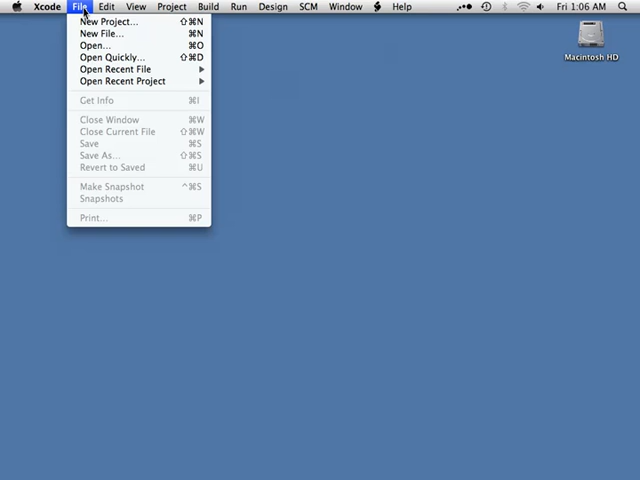 Xcode File Edit View Project Build Run Design SCM Window Help Fri 1:06 AM
New Project... ⇧⌘N
New File... ⌘N
Open... ⌘O
Open Quickly... ⇧⌘D
Open Recent File ▶
Open Recent Project ▶
Get Info ⌘I
Close Window ⌘W
Close Current File ⇧⌘W
Save ⌘S
Save As... ⇧⌘S
Revert to Saved ⌘U
Make Snapshot ^⌘S
Snapshots
Print... ⌘P
Macintosh HD